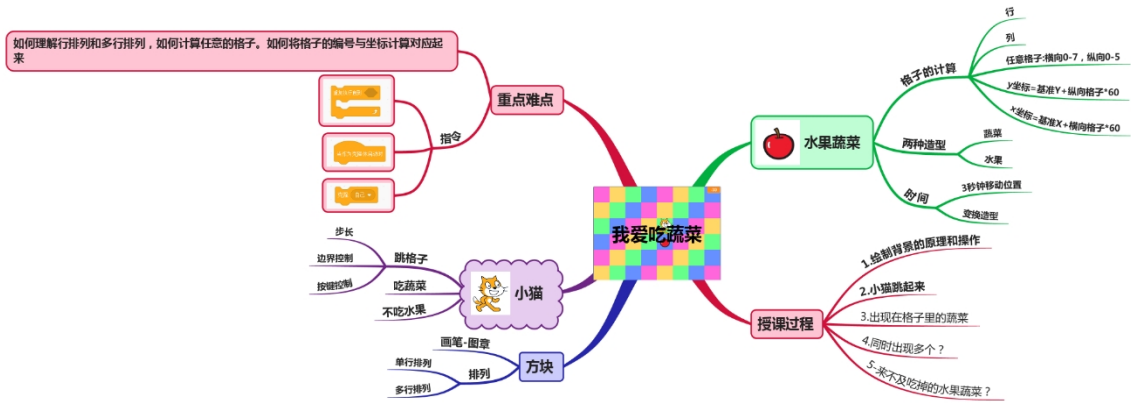 如何理解行排列和多行排列，如何计算任意的格子。如何将格子的编号与坐标计算对应起
来
重点难点
指令
克隆 自己
步长
边界控制
按键控制
跳格子
吃蔬菜
不吃水果
小猫
画笔-图章
单行排列
多行排列
排列
方块
我爱吃蔬菜
水果蔬菜
格子的计算
行
列
任意格子:横向0-7，纵向0-5
y坐标=基准Y+纵向格子*60
x坐标=基准X+横向格子*60
两种造型
蔬菜
水果
时间
3秒钟移动位置
变换造型
授课过程
1.绘制背景的原理和操作
2.小猫跳起来
3.出现在格子里的蔬菜
4.同时出现多个？
5-来不及吃掉的水果蔬菜？